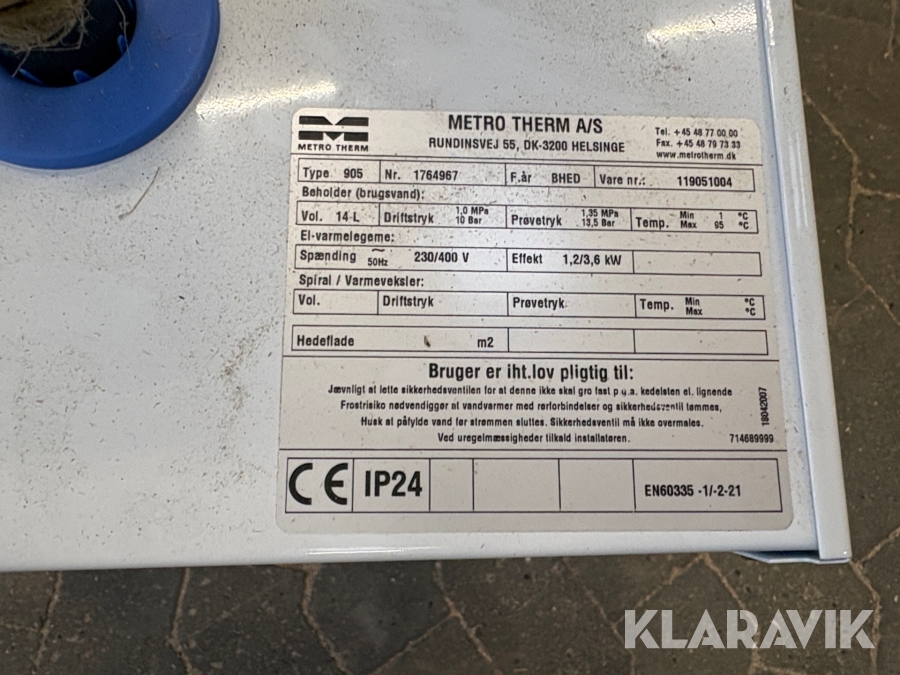 METRO THERM
METRO THERM A/S
RUNDINSVEJ 55, DK-3200 HELSINGE
Tel. +45 48 77 00 00
Fax. +45 48 79 73 33
www.metrotherm.dk
Type 905 Nr. 1764967 F.år BHED Vare nr.: 119051004
Beholder (brugsvand):
Vol. 14 L Driftstryk 1,0 MPa 10 Bar Prøvetryk 1,35 MPa 13,5 Bar Temp. Min 1 °C Max 95 °C
El-varmelegeme:
Spænding ~ 50Hz 230/400 V Effekt 1,2/3,6 kW
Spiral / Varmeveksler:
Vol. Driftstryk Prøvetryk Temp. Min °C Max °C
Hedeflade m2
Bruger er iht.lov pligtig til:
Jævnligt at lette sikkerhedsventilen for at denne ikke skal gro fast p.g.a. kedelsten el. lignende
Frostrisiko nødvendiggør at vandvarmer med rørforbindelser og sikkerhedsventil tømmes,
Husk at påfylde vand før strømmen sluttes. Sikkerhedsventil må ikke overmales.
Ved uregelmæssigheder tilkald installatøren.
18042007
714689999
CE IP24 EN60335 -1/-2-21
KLARAVIK